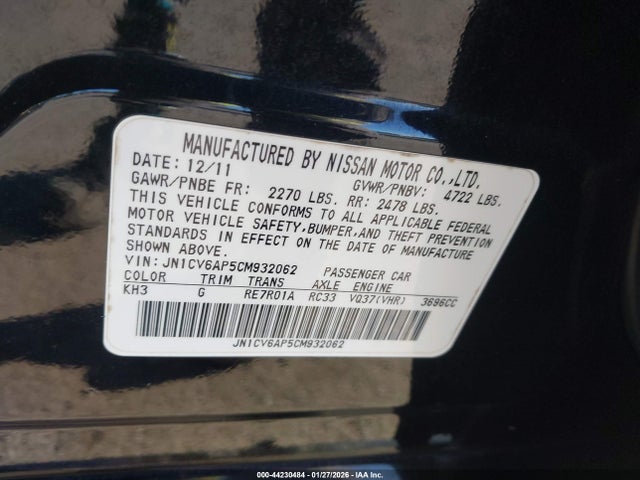 MANUFACTURED BY NISSAN MOTOR CO.,LTD.
DATE: 12/11 GVWR/PNBV: 4722 LBS.
GAWR/PNBE FR: 2270 LBS. RR: 2478 LBS.
THIS VEHICLE CONFORMS TO ALL APPLICABLE FEDERAL
MOTOR VEHICLE SAFETY,BUMPER,AND THEFT PREVENTION
STANDARDS IN EFFECT ON THE DATE OF MANUFACTURE
SHOWN ABOVE.
VIN: JN1CV6AP5CM932062 PASSENGER CAR
COLOR TRIM TRANS AXLE ENGINE
KH3 G RE7R01A RC33 VQ37(VHR) 3696CC
JN1CV6AP5CM932062
000-44230484 - 01/27/2026 - IAA Inc.